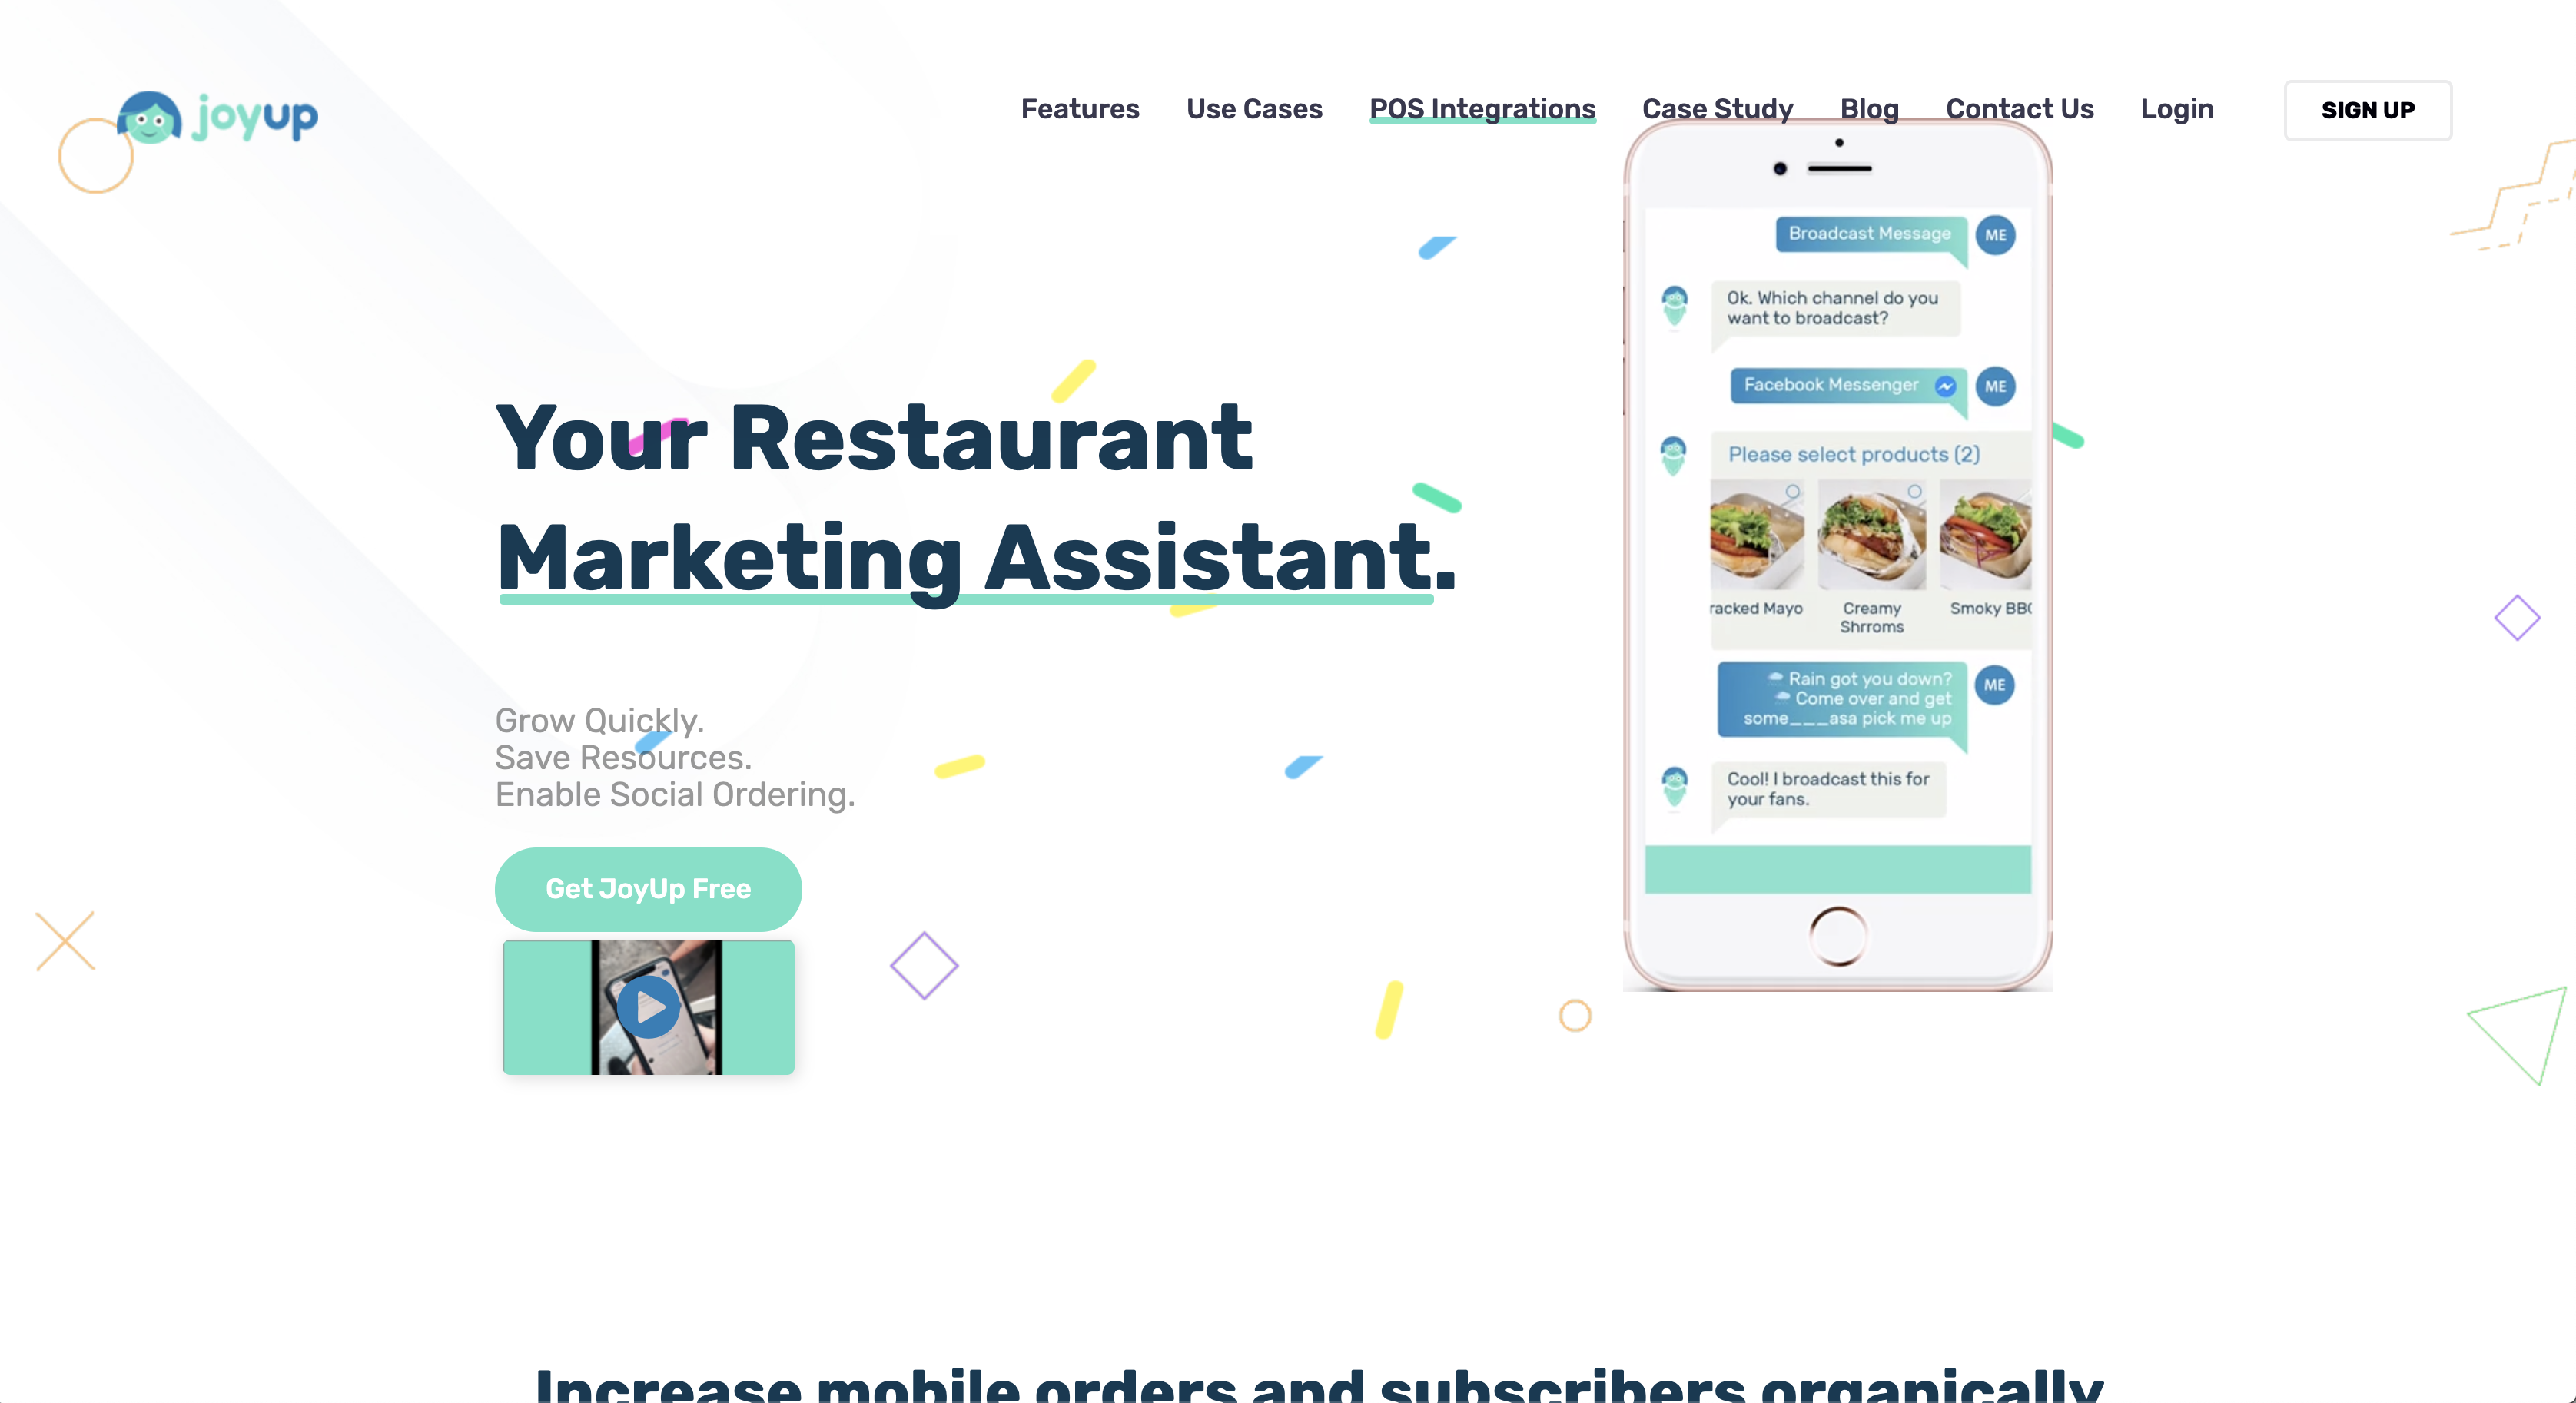 joyup
Features
Use Cases
POS Integrations
Case Study
Blog
Contact Us
Login
SIGN UP
Your Restaurant
Marketing Assistant.
Grow Quickly.
Save Resources.
Enable Social Ordering.
Get JoyUp Free
Broadcast Message
ME
Ok. Which channel do you
want to broadcast?
Facebook Messenger
ME
Please select products (2)
racked Mayo
Creamy
Shrroms
Smoky BBQ
Rain got you down?
Come over and get
some___asa pick me up
ME
Cool! I broadcast this for
your fans.
Increase mobile orders and subscribers organically